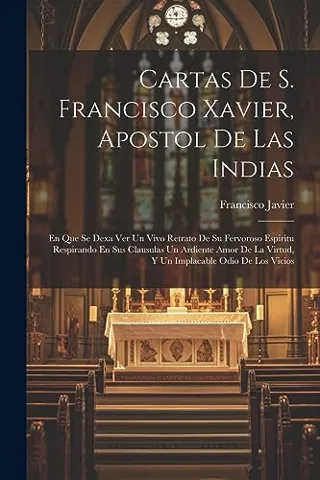 Cartas De S.
Francisco Xavier,
Apostol De Las
Indias
Francisco Javier
En Que Se Dexa Ver Un Vivo Retrato De Su Fervoroso Espiritu
Respirando En Sus Clausulas Un Ardiente Amor De La Virtud,
Y Un Implacable Odio De Los Vicios